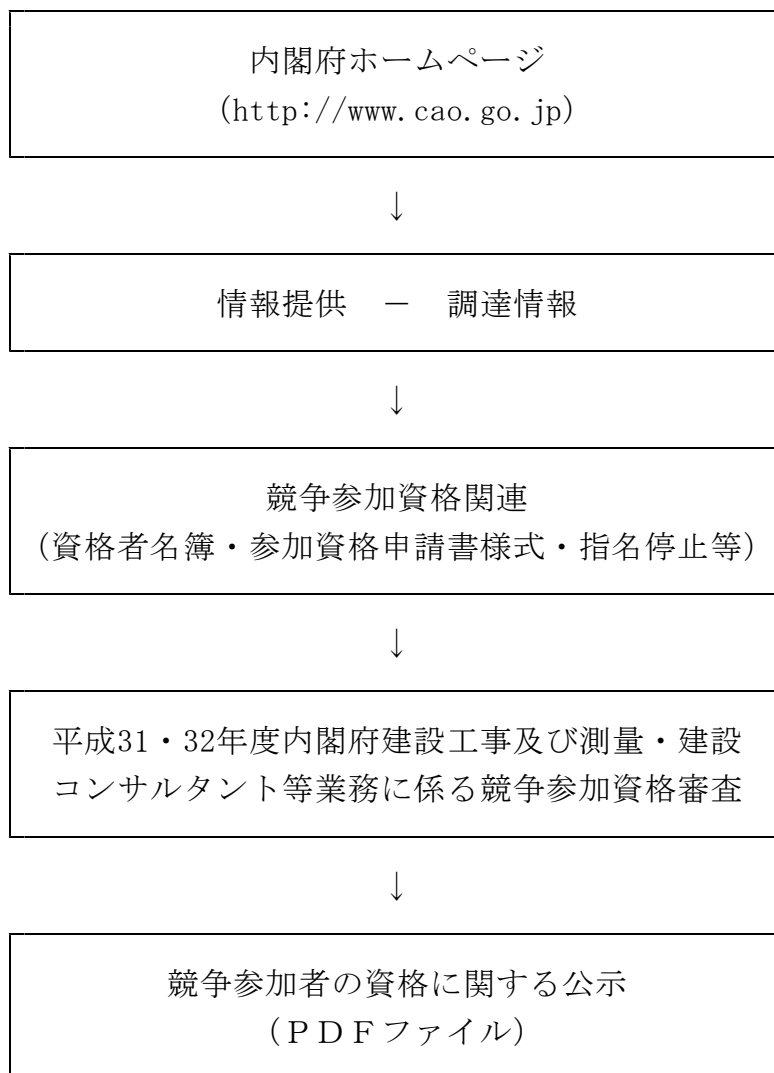 内閣府ホームページ
(http://www.cao.go.jp)
↓
情報提供　－　調達情報
↓
競争参加資格関連
（資格者名簿・参加資格申請書様式・指名停止等）
↓
平成31・32年度内閣府建設工事及び測量・建設
コンサルタント等業務に係る競争参加資格審査
↓
競争参加者の資格に関する公示
（ＰＤＦファイル）